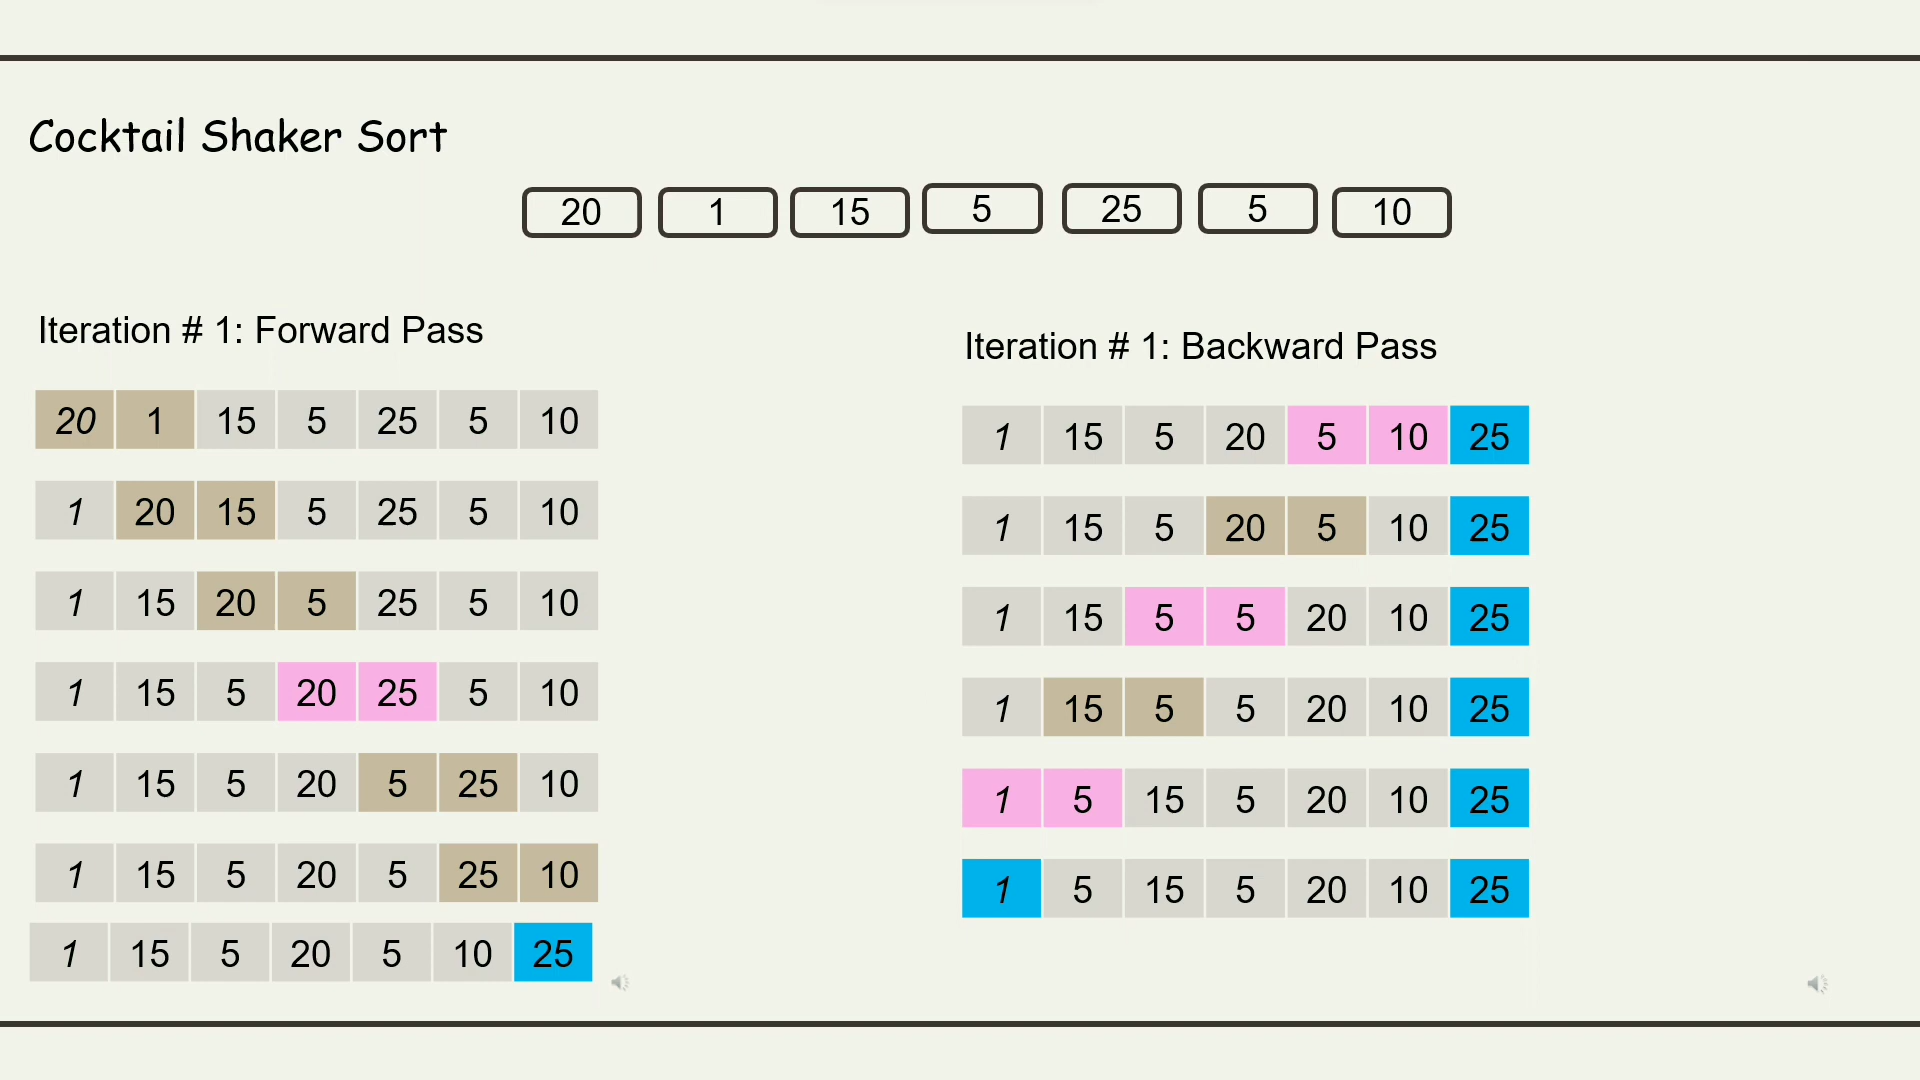 Cocktail Shaker Sort
20 1 15 5 25 5 10
Iteration # 1: Forward Pass
20 1 15 5 25 5 10
1 20 15 5 25 5 10
1 15 20 5 25 5 10
1 15 5 20 25 5 10
1 15 5 20 5 25 10
1 15 5 20 5 25 10
1 15 5 20 5 10 25
Iteration # 1: Backward Pass
1 15 5 20 5 10 25
1 15 5 20 5 10 25
1 15 5 5 20 10 25
1 15 5 5 20 10 25
1 5 15 5 20 10 25
1 5 15 5 20 10 25